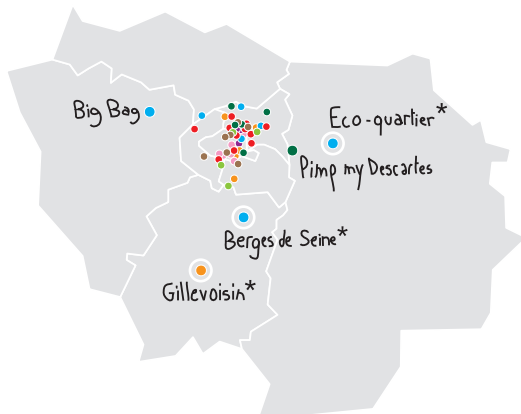 Big Bag
Eco-quartier*
Pimp my Descartes
Berges de Seine*
Gillevoisin*